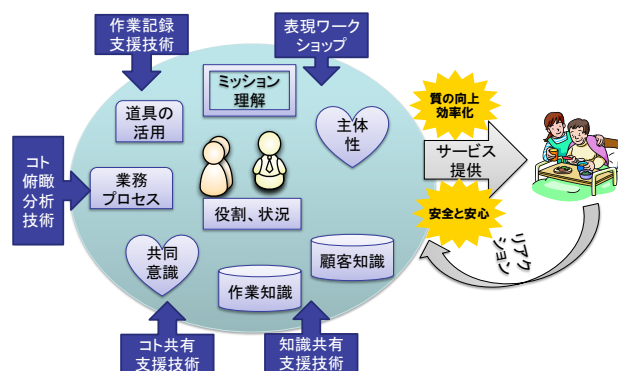 作業記録
支援技術
表現ワーク
ショップ
ミッション
理解
道具の
活用
主体
性
質の向上
効率化
サービス
提供
安全と安心
コト
俯瞰
分析
技術
業務
プロセス
役割、状況
共同
意識
顧客知識
作業知識
リアク
ション
コト共有
支援技術
知識共有
支援技術